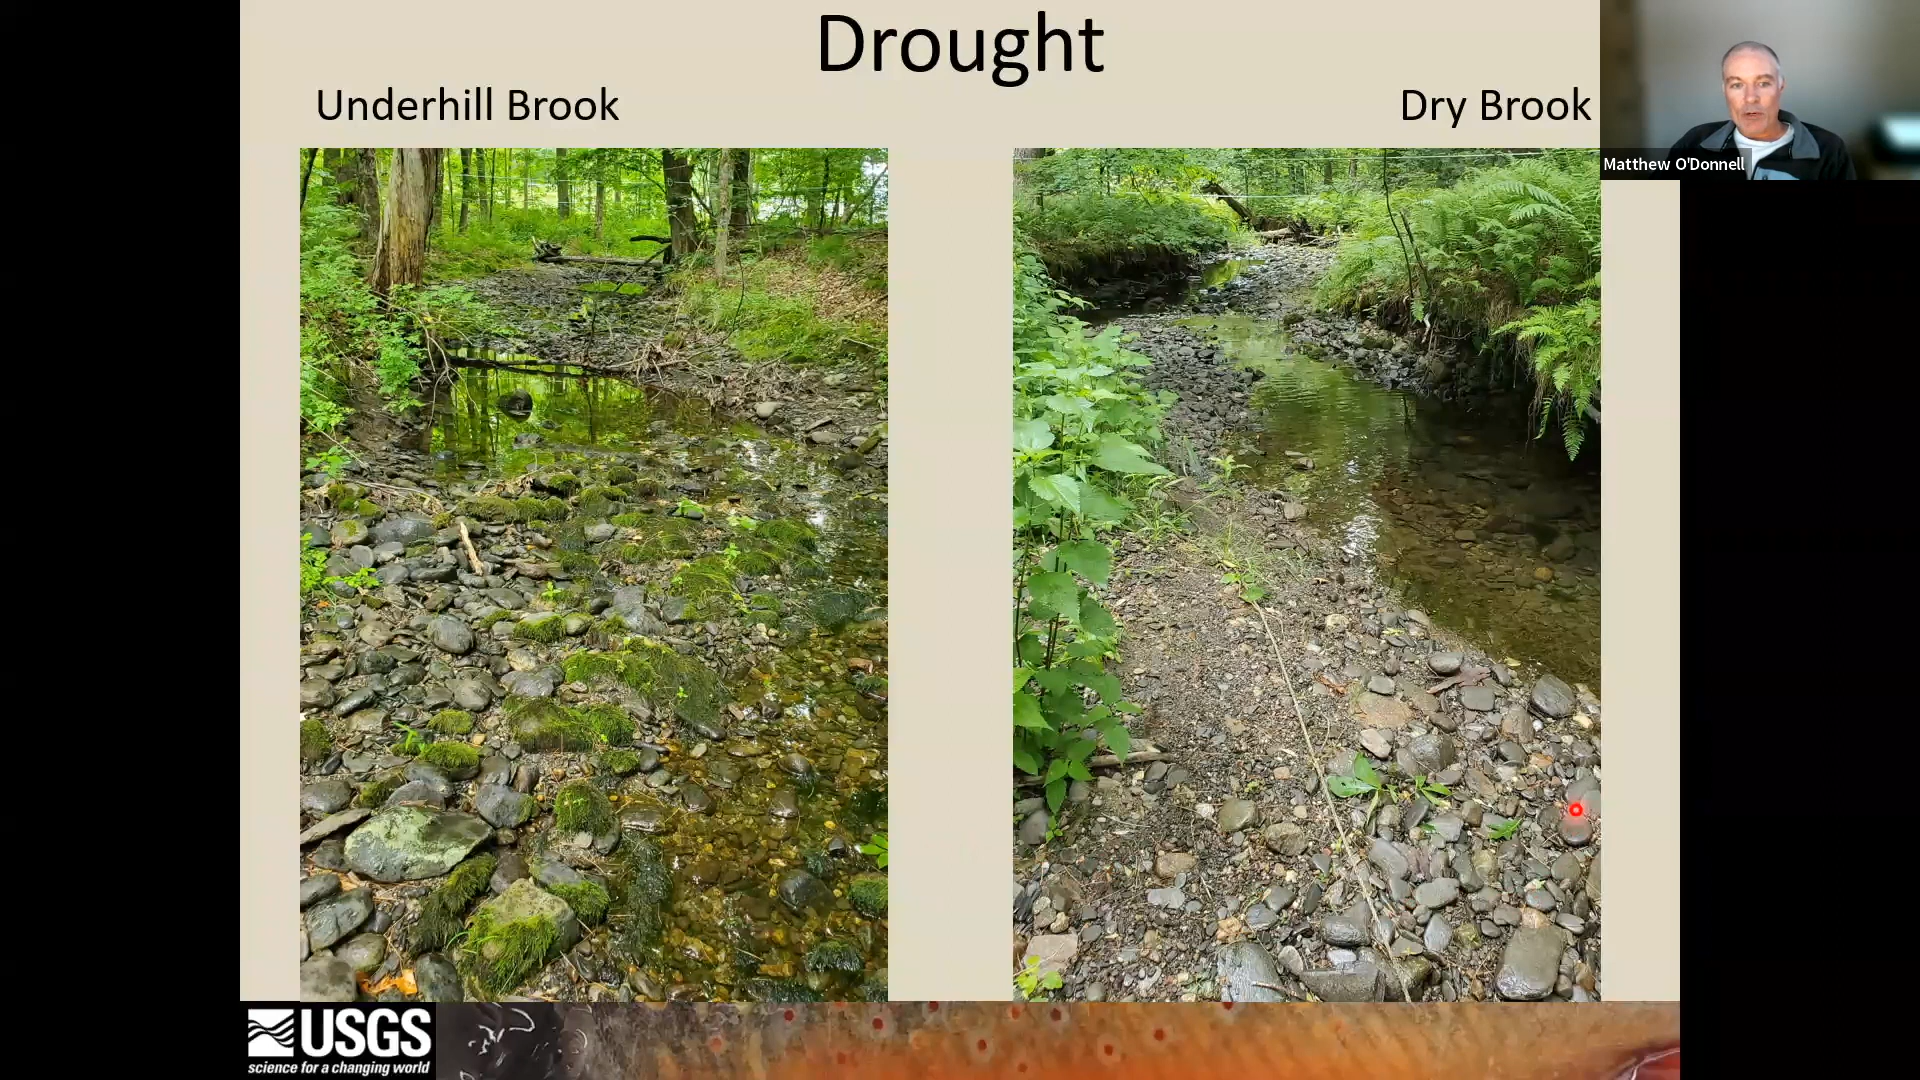 Drought
Underhill Brook
Dry Brook
Matthew O'Donnell
USGS
science for a changing world